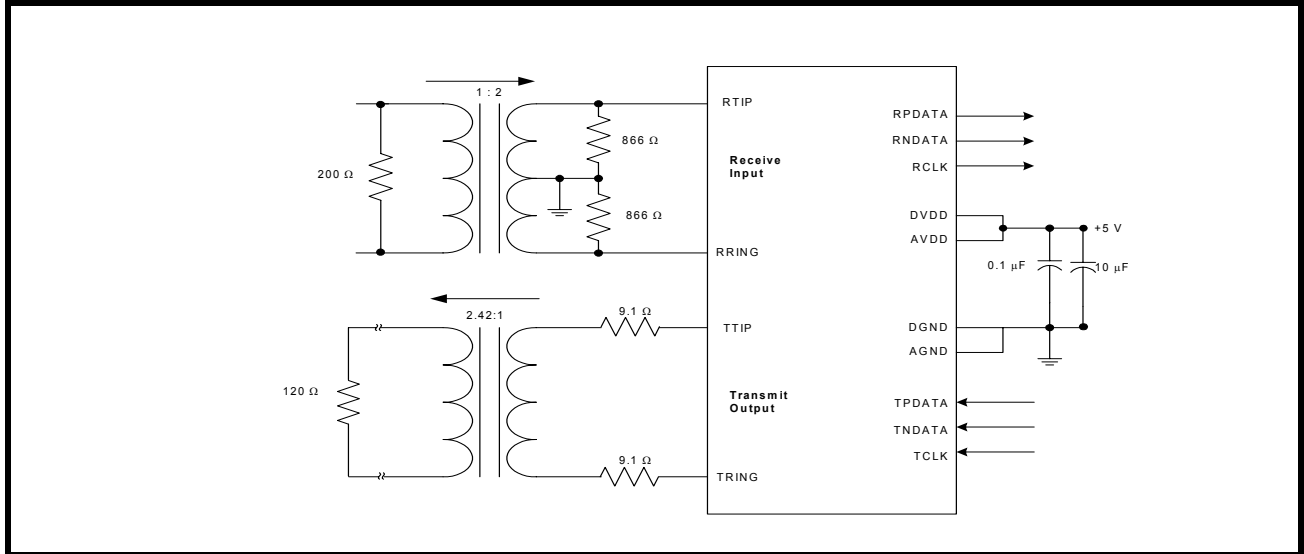 1 : 2
RTIP
RPDATA
866 Ω
RNDATA
Receive
Input
RCLK
200 Ω
866 Ω
DVDD
AVDD
+5 V
RRING
0.1 μF
10 μF
2.42:1
9.1 Ω
TTIP
DGND
AGND
120 Ω
Transmit
Output
TPDATA
TNDATA
TCLK
9.1 Ω
TRING